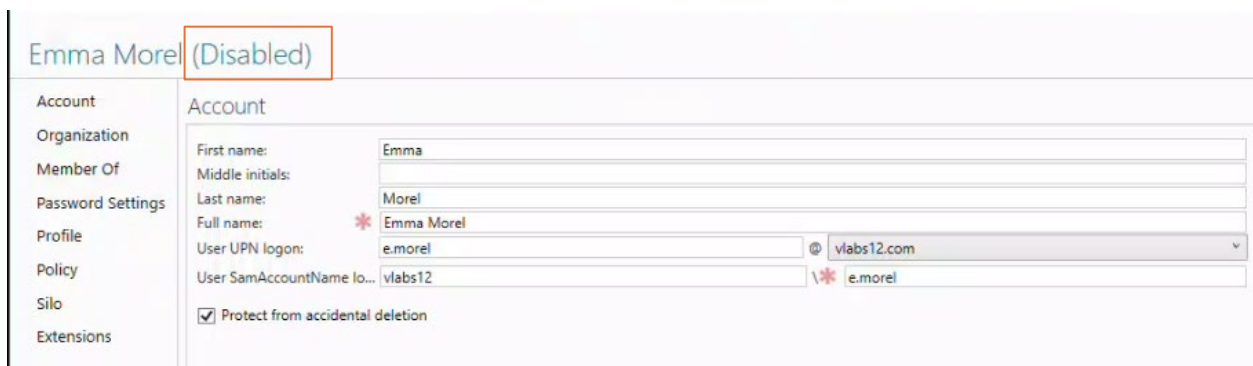 Emma Morel (Disabled)
Account
Organization
Member Of
Password Settings
Profile
Policy
Silo
Extensions
Account
First name: Emma
Middle initials:
Last name: Morel
Full name: * Emma Morel
User UPN logon: e.morel @ vlabs12.com
User SamAccountName lo... vlabs12 \* e.morel
Protect from accidental deletion